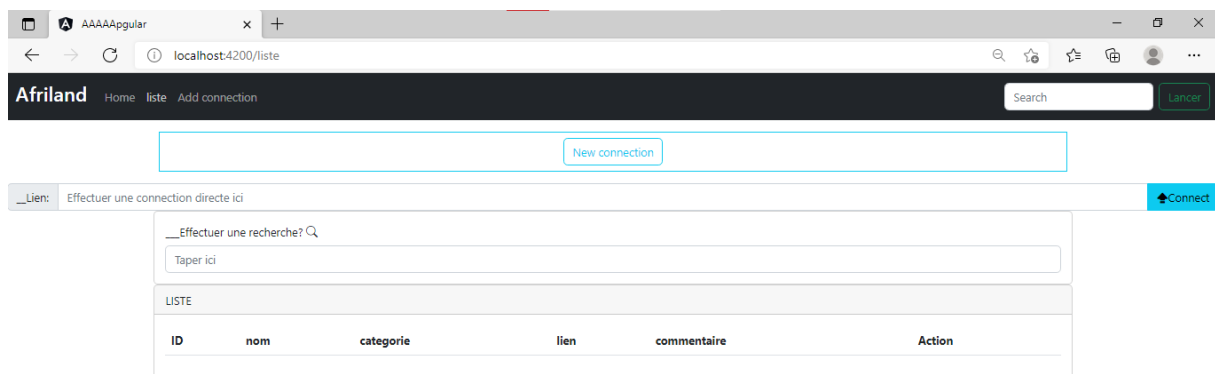 AAAAApgular
localhost:4200/liste
Afriland Home liste Add connection Search Lancer
New connection
__Lien: Effectuer une connection directe ici Connect
___Effectuer une recherche?
Taper ici
LISTE
ID nom categorie lien commentaire Action